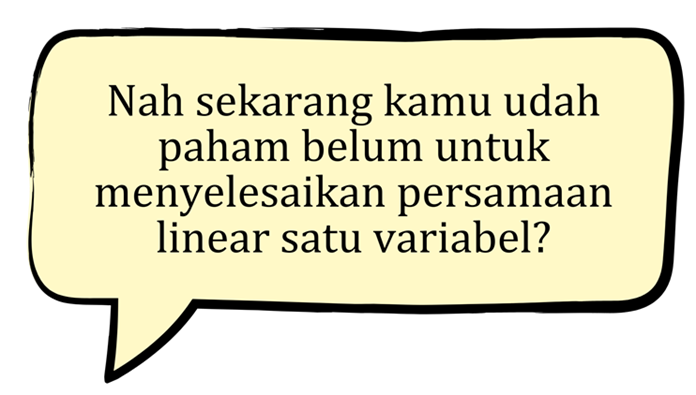 Nah sekarang kamu udah
paham belum untuk
menyelesaikan persamaan
linear satu variabel?